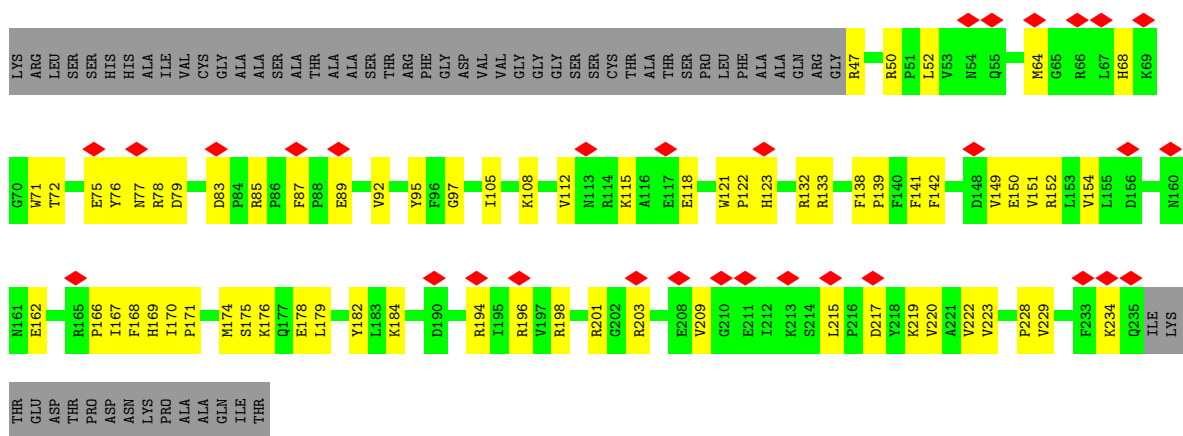 LYS ARG LEU SER SER HIS HIS ALA ILE VAL CYS GLY ALA ALA SER ALA THR ALA ALA SER THR ARG PHE GLY ASP VAL VAL GLY GLY GLY SER SER CYS THR ALA THR SER PRO LEU PHE ALA ALA GLN ARG GLY R47 R50 P51 L52 V53 N54 Q55 M64 G65 R66 L67 H68 K69
G70 W71 T72 E75 Y76 N77 R78 D79 D83 P84 R85 P86 F87 P88 E89 V92 Y95 F96 G97 I105 K108 V112 N113 R114 K115 A116 E117 E118 W121 P122 H123 R132 R133 F138 P139 F140 F141 F142 D148 V149 E150 V151 R152 L153 V154 L155 D156 N160
N161 E162 R165 P166 I167 F168 H169 I170 P171 M174 S175 K176 Q177 E178 L179 Y182 L183 K184 D190 R194 I195 R196 V197 R198 R201 G202 R203 E208 V209 G210 E211 I212 K213 S214 L215 P216 D217 Y218 K219 V220 A221 V222 V223 P228 V229 F233 K234 Q235 ILE LYS
THR GLU ASP THR PRO ASP ASN LYS PRO ALA ALA GLN ILE THR